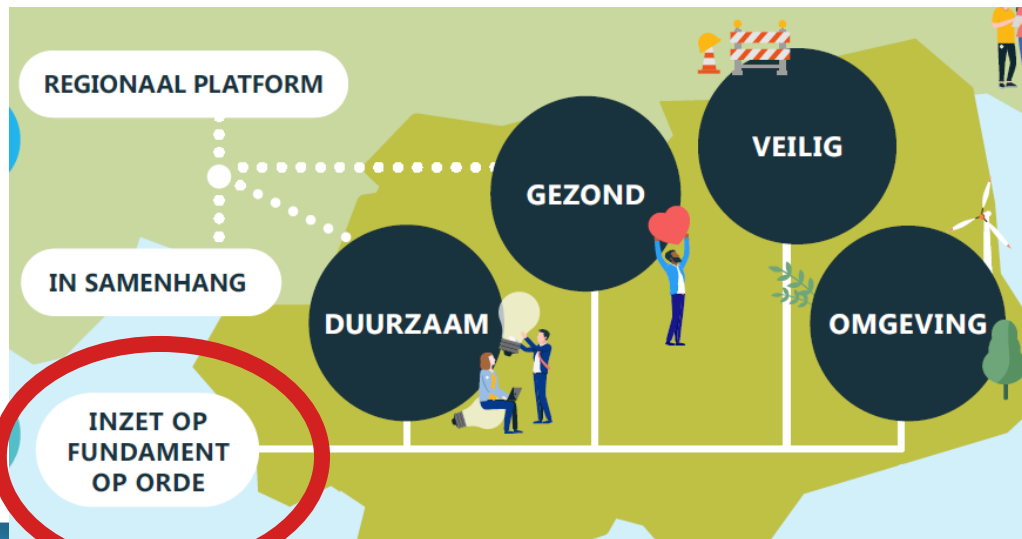 REGIONAAL PLATFORM
IN SAMENHANG
INZET OP
FUNDAMENT
OP ORDE
DUURZAAM
GEZOND
VEILIG
OMGEVING